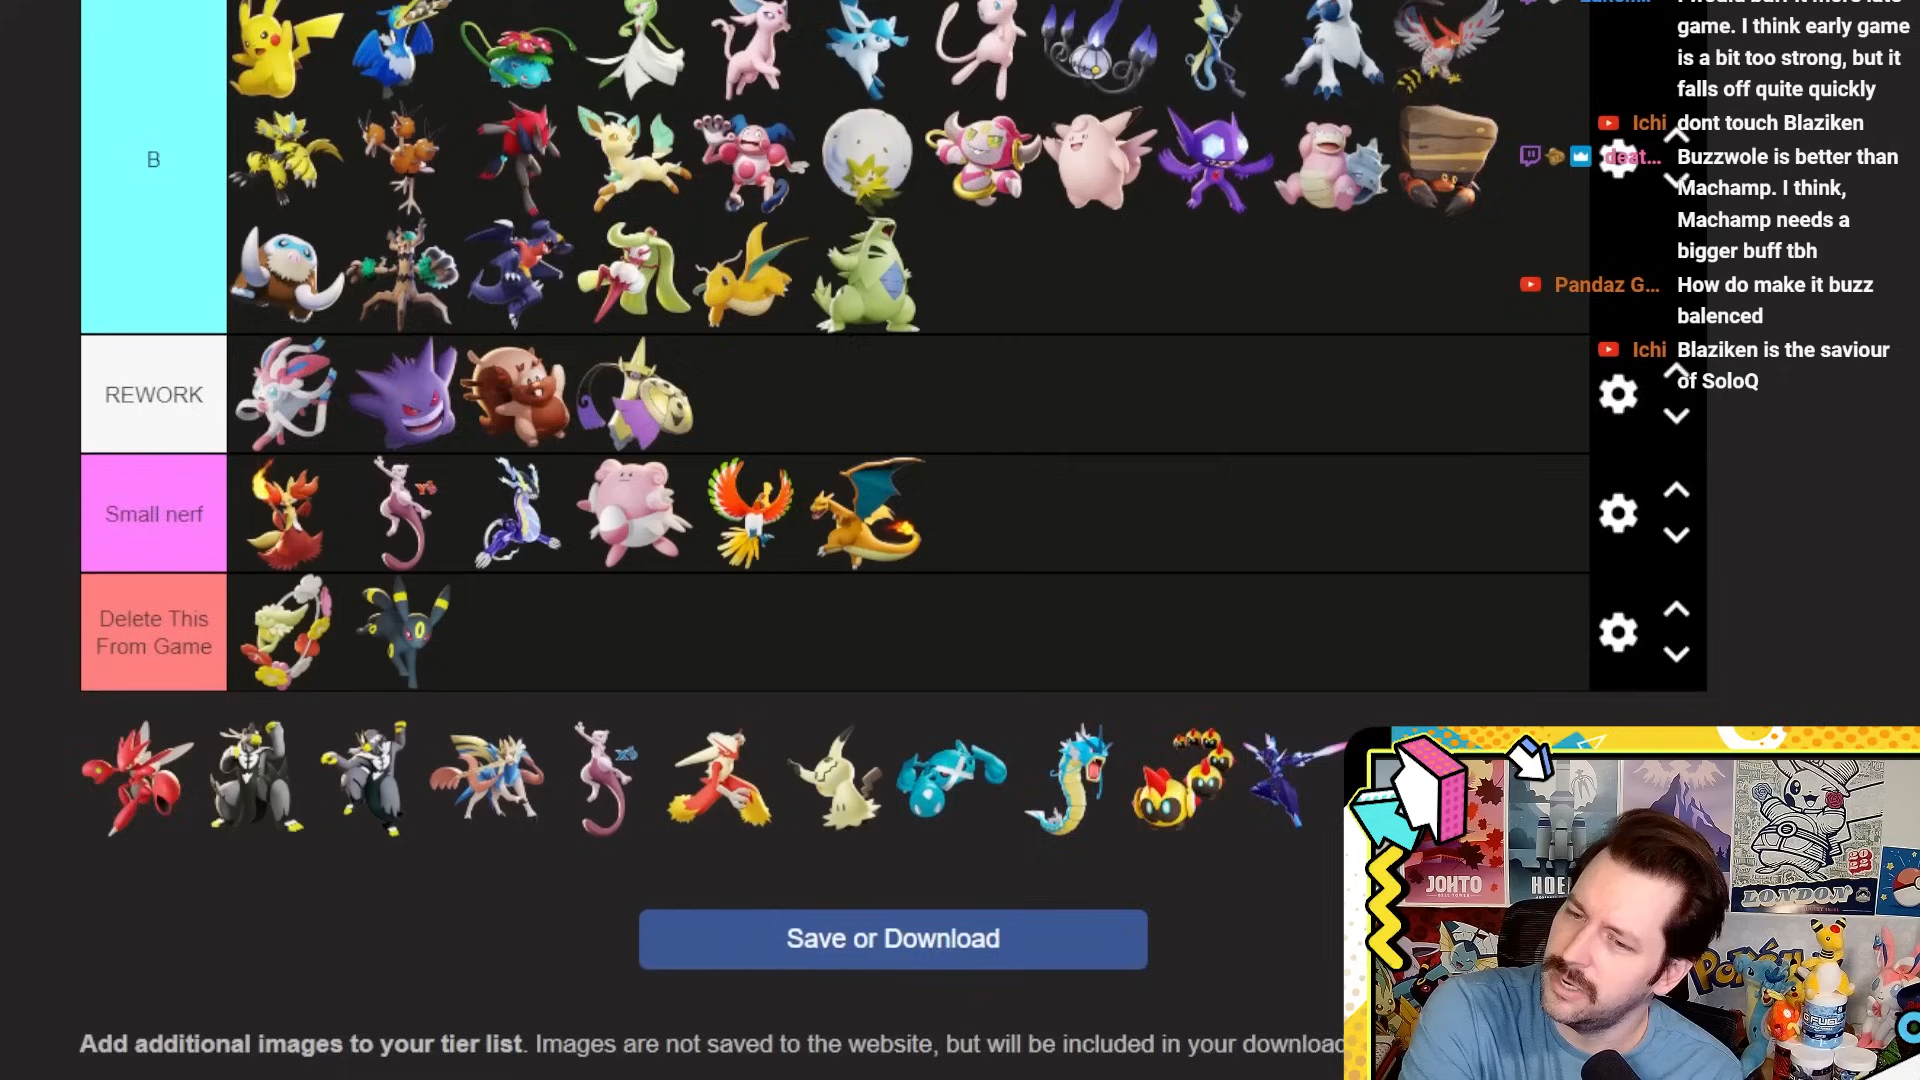 game. I think early game
is a bit too strong, but it
falls off quite quickly
Ichi dont touch Blaziken
B
Buzzwole is better than
Machamp. I think,
Machamp needs a
bigger buff tbh
Pandaz G... How do make it buzz
balenced
Ichi Blaziken is the saviour
of SoloQ
REWORK
Small nerf
Delete This
From Game
JOHTO
HOE
LONDON
2022
POKÉ
G FUEL
Save or Download
Add additional images to your tier list. Images are not saved to the website, but will be included in your download